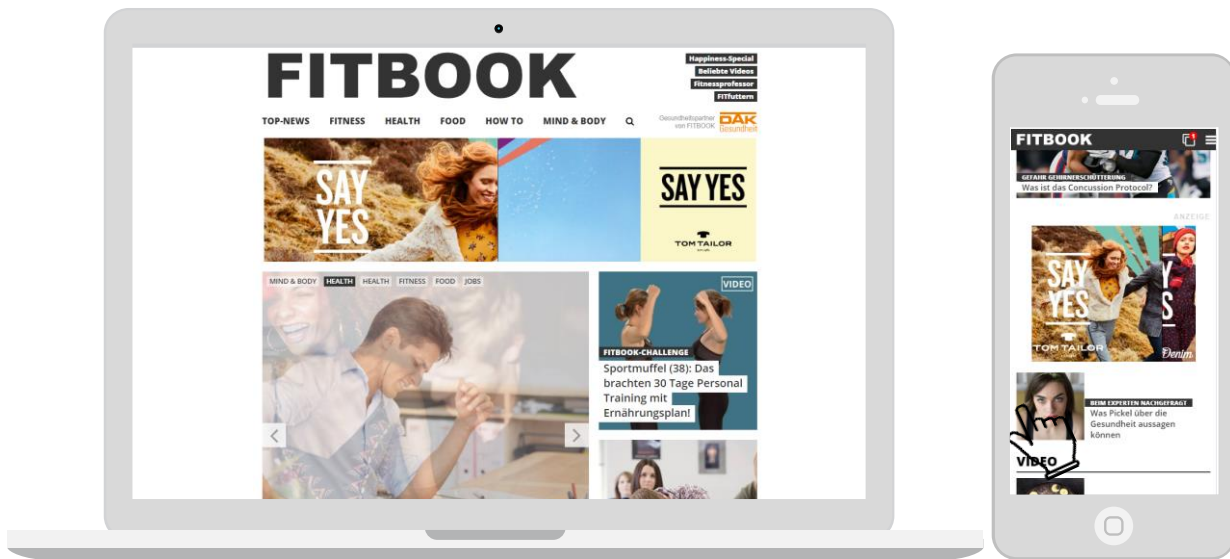 FITBOOK
Happiness-Special
Beliebte Videos
Fitnessprofessor
FITfuttern
TOP-NEWS FITNESS HEALTH FOOD HOW TO MIND & BODY
Gesundheitspartner
von FITBOOK
DAK
Gesundheit
SAY
YES
SAY YES
TOM TAILOR
MIND & BODY HEALTH HEALTH FITNESS FOOD JOBS
VIDEO
FITBOOK-CHALLENGE
Sportmuffel (38): Das
brachten 30 Tage Personal
Training mit
Ernährungsplan!
FITBOOK
1
GEFAHR GEHIRNERSCHÜTTERUNG
Was ist das Concussion Protocol?
ANZEIGE
SAY
YES
Y
S
TOM TAILOR
Denim
BEIM EXPERTEN NACHGEFRAGT
Was Pickel über die
Gesundheit aussagen
können
VIDEO